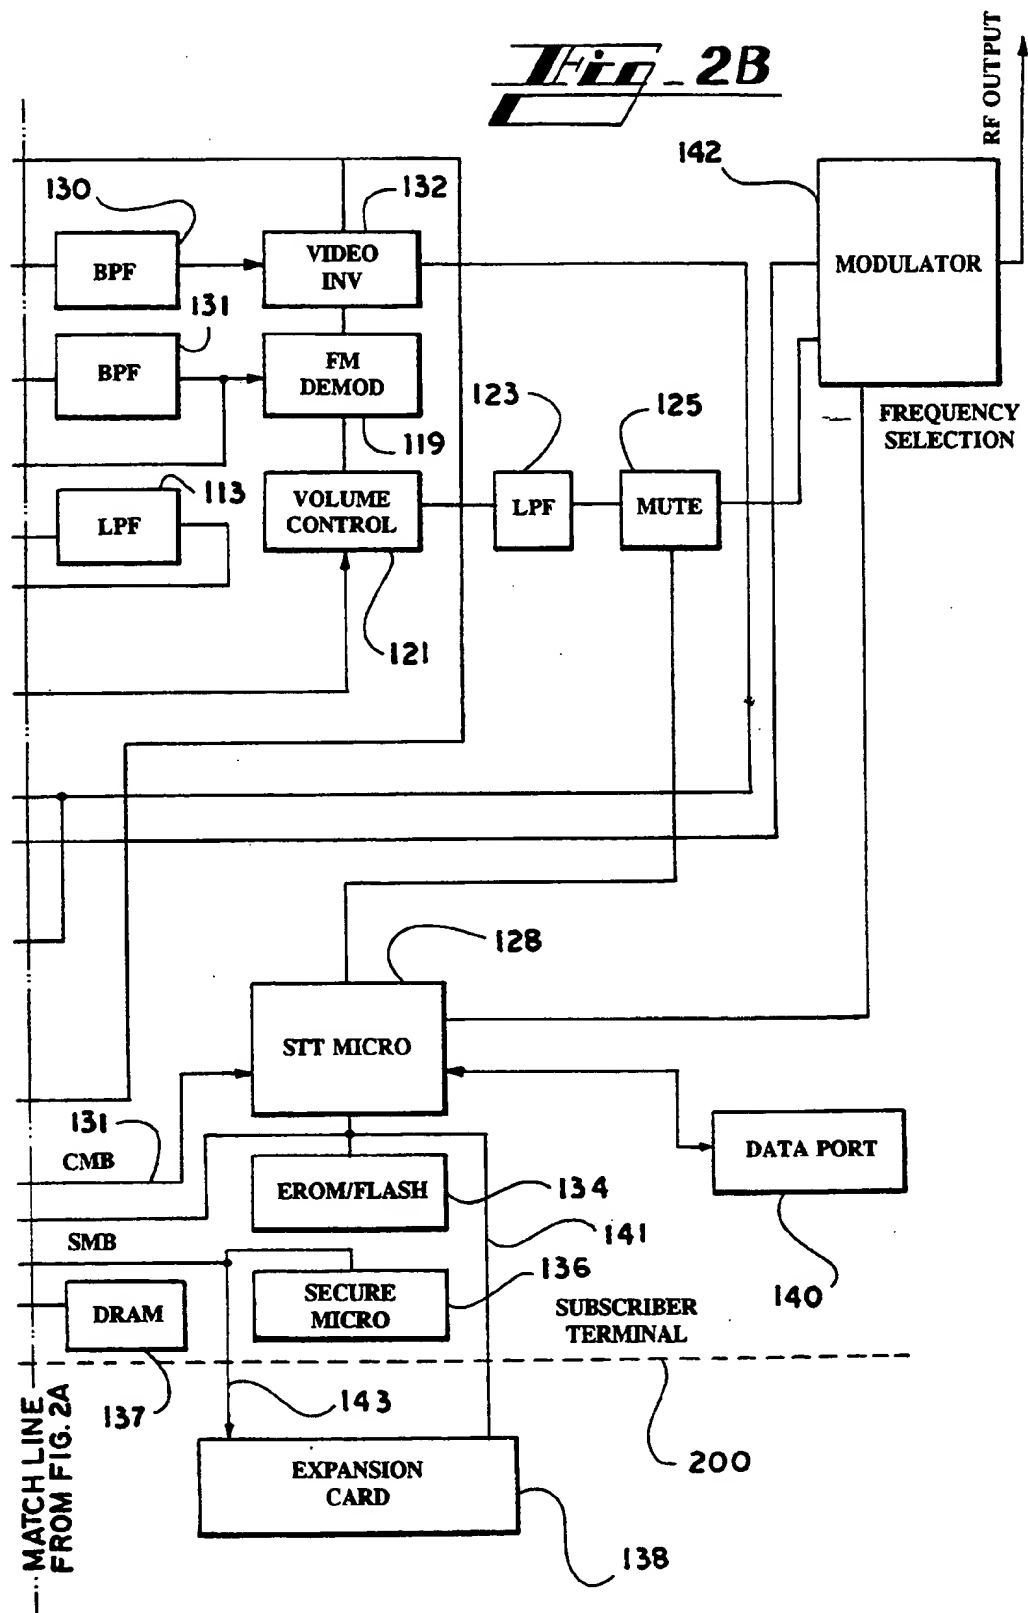 Fig_2B
RF OUTPUT
142
MODULATOR
FREQUENCY
SELECTION
130
BPF
132
VIDEO
INV
131
BPF
FM
DEMOD
119
113
LPF
VOLUME
CONTROL
121
123
LPF
125
MUTE
128
STT MICRO
131
CMB
EROM/FLASH
134
DATA PORT
140
141
SMB
SECURE
MICRO
136
DRAM
137
SUBSCRIBER
TERMINAL
200
143
EXPANSION
CARD
138
MATCH LINE
FROM FIG. 2A